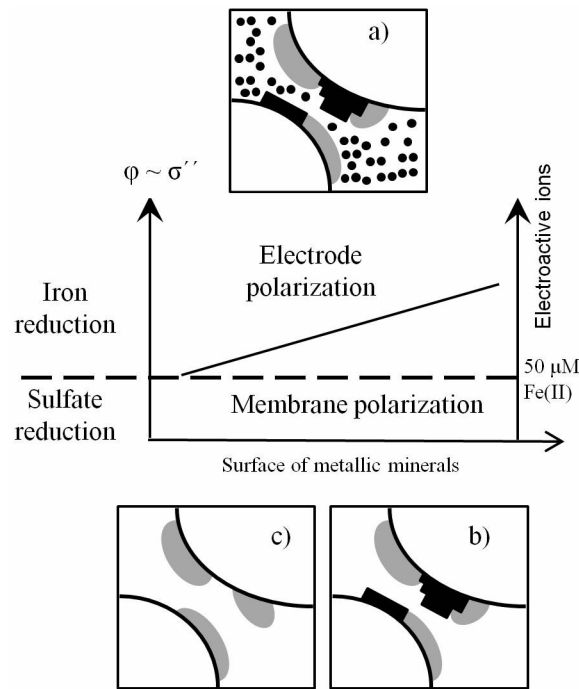 a)
φ ~ σ´´
Electroactive ions
Electrode
polarization
Iron
reduction
50 μM
Fe(II)
Sulfate
reduction
Membrane polarization
Surface of metallic minerals
c)
b)